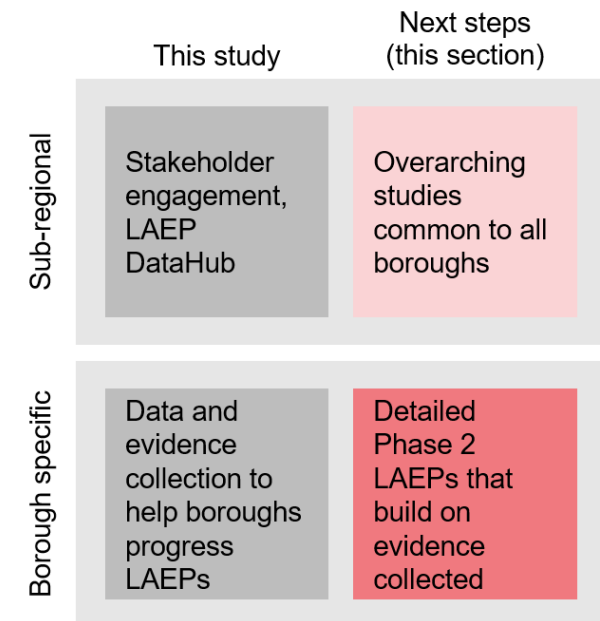 This study
Next steps
(this section)
Sub-regional
Stakeholder
engagement,
LAEP
DataHub
Overarching
studies
common to all
boroughs
Borough specific
Data and
evidence
collection to
help boroughs
progress
LAEPs
Detailed
Phase 2
LAEPs that
build on
evidence
collected